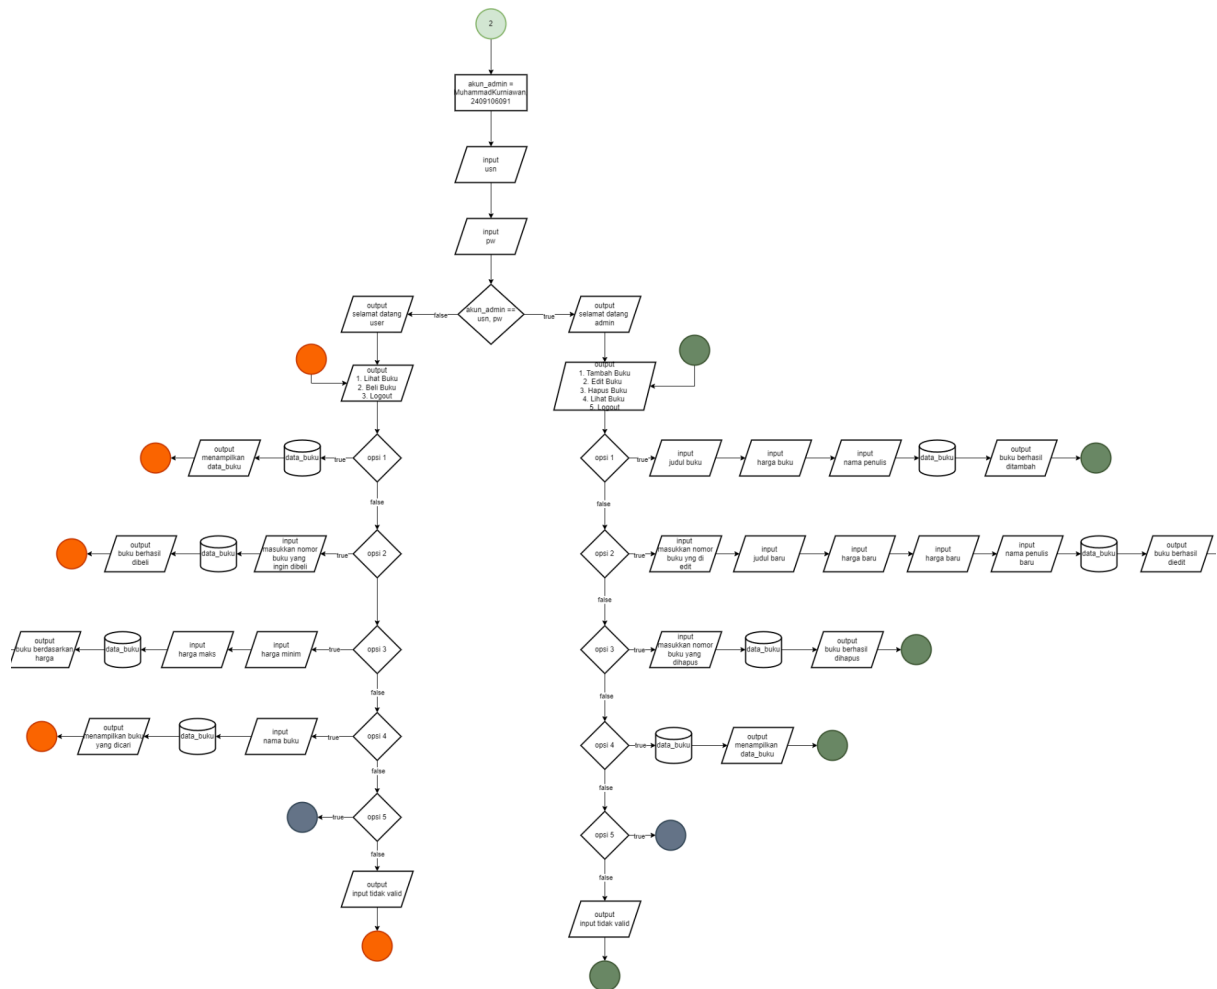 2
akun_admin =
MuhammadKurniawan
2409106091
input
usn
input
pw
akun_admin ==
usn, pw
false
true
output
selamat datang
user
output
selamat datang
admin
output
1. Lihat Buku
2. Beli Buku
3. Logout
output
1. Tambah Buku
2. Edit Buku
3. Hapus Buku
4. Lihat Buku
5. Logout
opsi 1
true
data_buku
output
menampilkan
data_buku
false
opsi 2
true
input
masukkan nomor
buku yang
ingin dibeli
data_buku
output
buku berhasil
dibeli
opsi 3
true
input
harga minim
input
harga maks
data_buku
output
buku berdasarkan
harga
false
opsi 4
true
input
nama buku
data_buku
output
menampilkan buku
yang dicari
false
opsi 5
true
false
output
input tidak valid
opsi 1
true
input
judul buku
input
harga buku
input
nama penulis
data_buku
output
buku berhasil
ditambah
false
opsi 2
true
input
masukkan nomor
buku yng di
edit
input
judul baru
input
harga baru
input
harga baru
input
nama penulis
baru
data_buku
output
buku berhasil
diedit
false
opsi 3
true
input
masukkan nomor
buku yang
dihapus
data_buku
output
buku berhasil
dihapus
false
opsi 4
true
data_buku
output
menampilkan
data_buku
false
opsi 5
true
false
output
input tidak valid